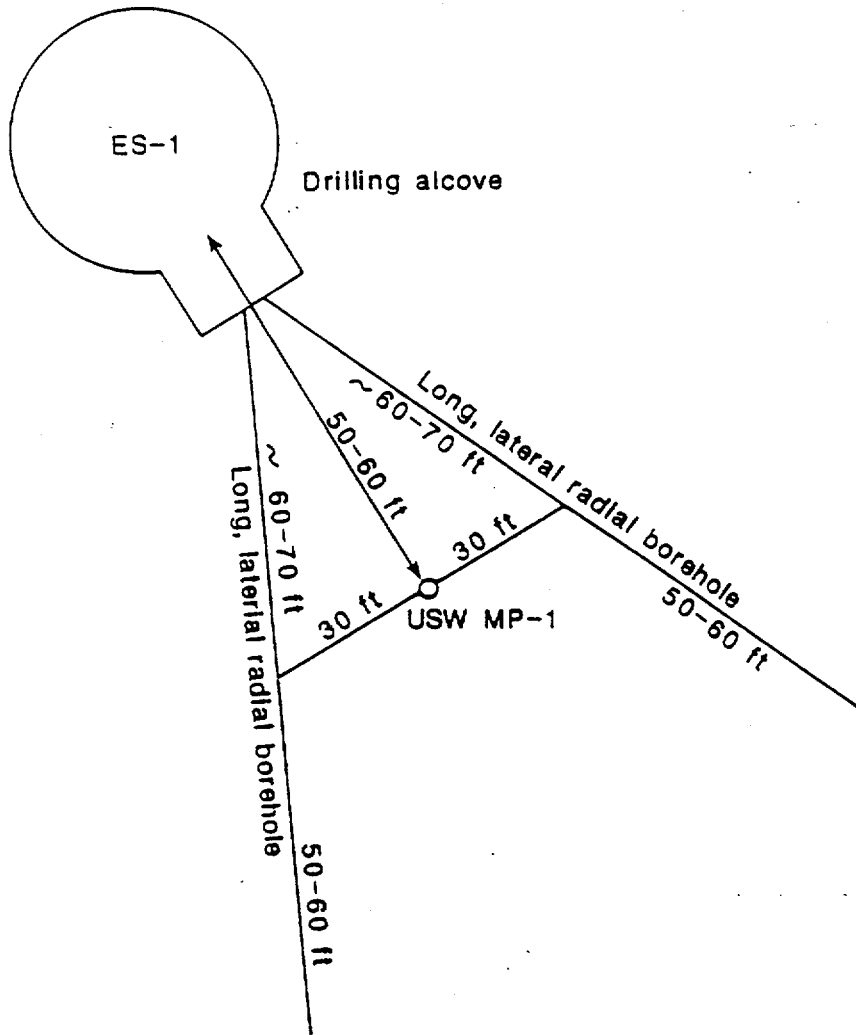 ES-1
Drilling alcove
Long, lateral radial borehole
~ 60-70 ft
50-60 ft
50-60 ft
~ 60-70 ft
Long, laterial radial borehole
30 ft
30 ft
USW MP-1
50-60 ft